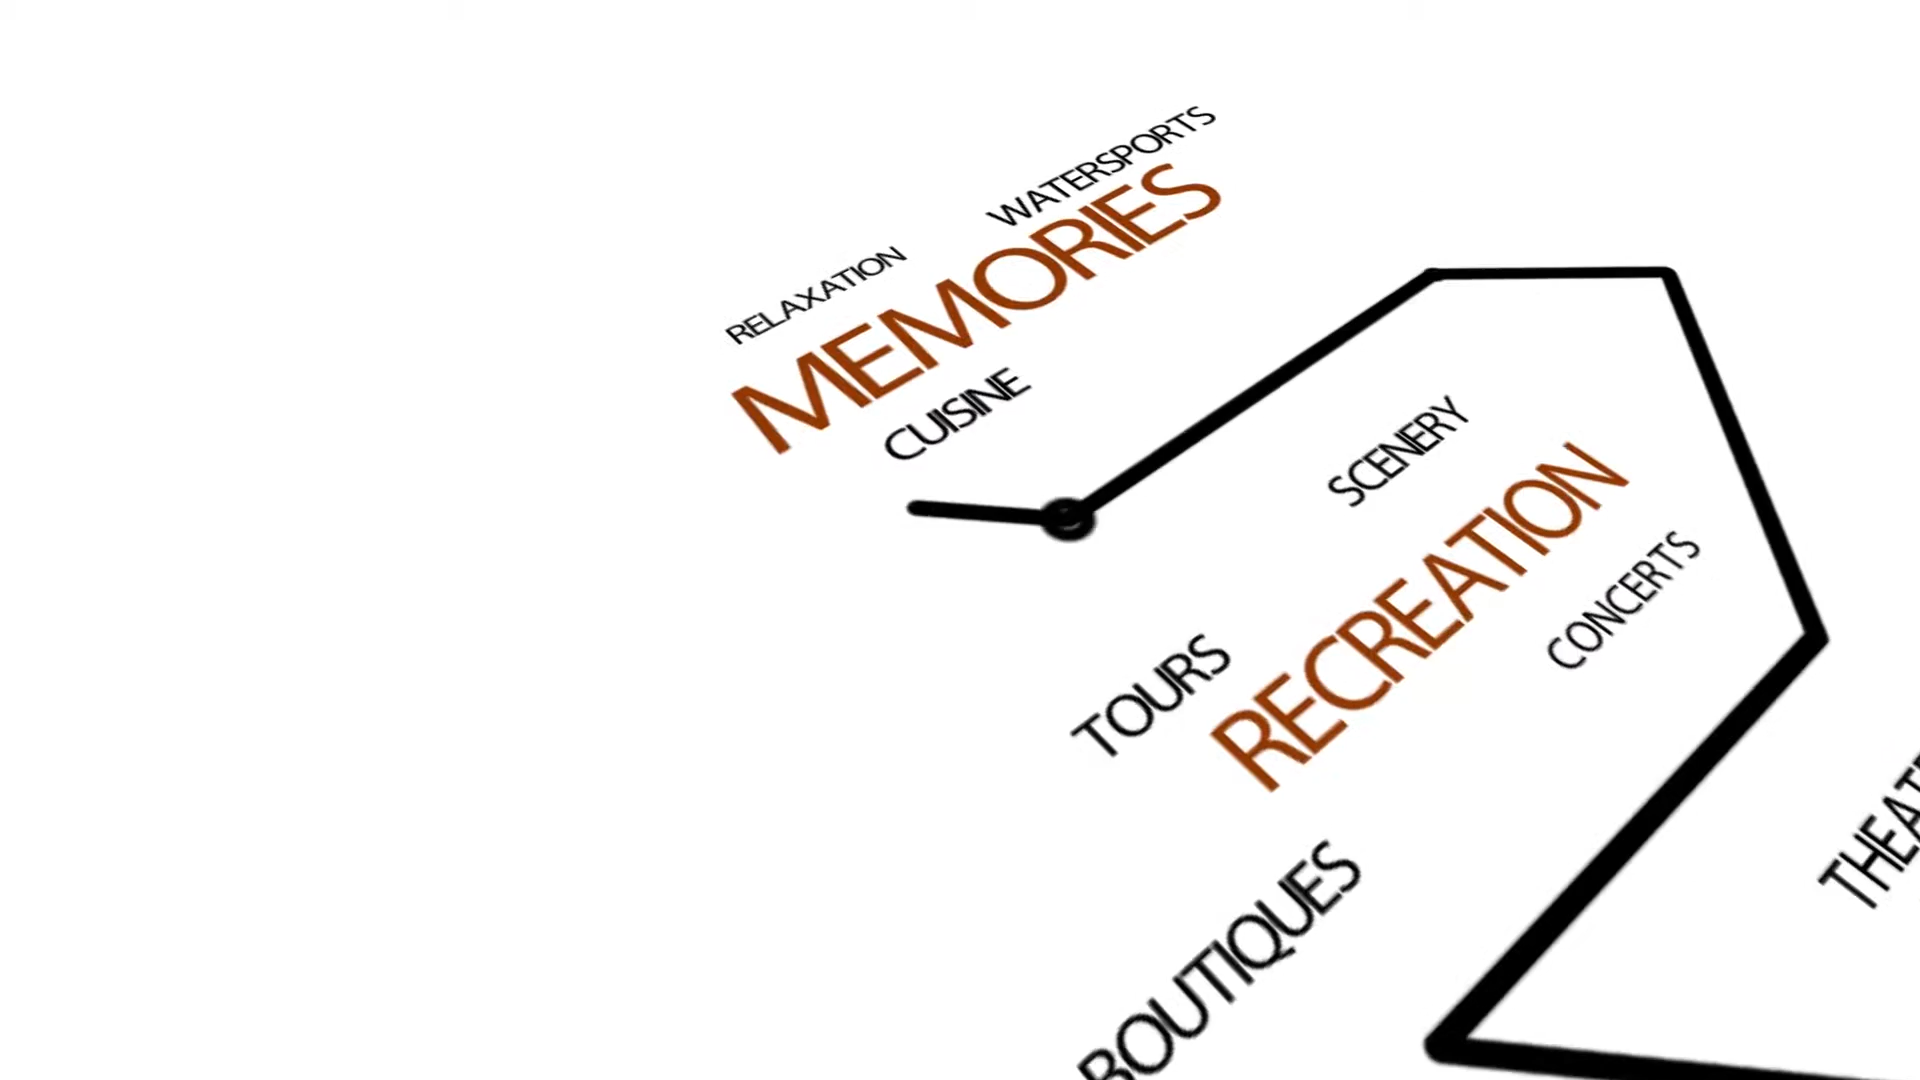 WATERSPORTS
RELAXATION
MEMORIES
CUISINE
SCENERY
RECREATION
CONCERTS
TOURS
BOUTIQUES